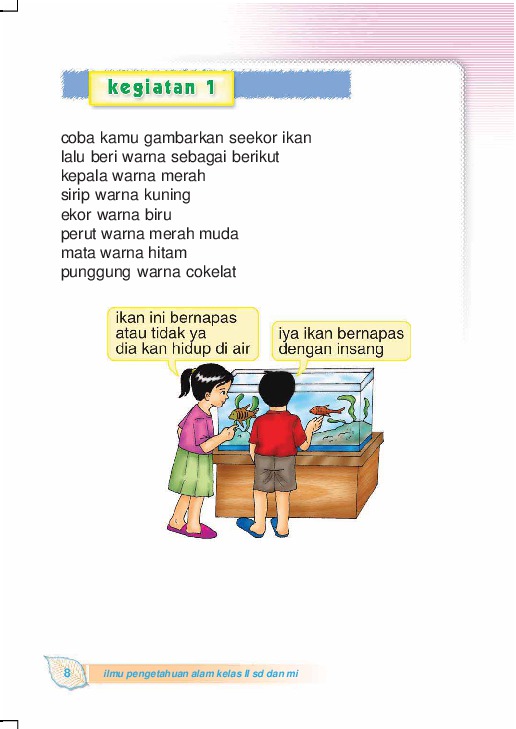 kegiatan 1
coba kamu gambarkan seekor ikan
lalu beri warna sebagai berikut
kepala warna merah
sirip warna kuning
ekor warna biru
perut warna merah muda
mata warna hitam
punggung warna cokelat
ikan ini bernapas
atau tidak ya
dia kan hidup di air
iya ikan bernapas
dengan insang
8
ilmu pengetahuan alam kelas II sd dan mi